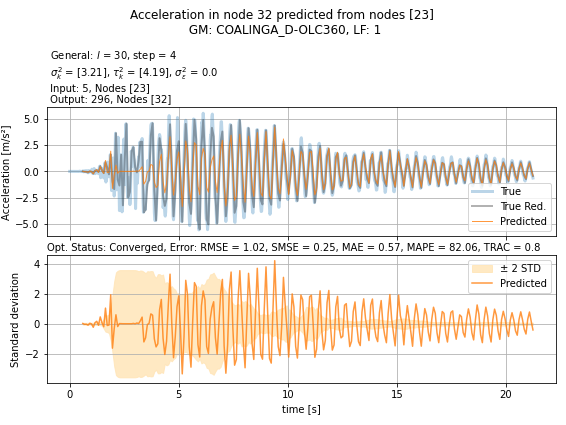 Acceleration in node 32 predicted from nodes [23]
GM: COALINGA_D-OLC360, LF: 1
General: l = 30, step = 4
σ²ₖ = [3.21], τ²ₖ = [4.19], σ²ε = 0.0
Input: 5, Nodes [23]
Output: 296, Nodes [32]
Acceleration [m/s²]
5.0
2.5
0.0
−2.5
−5.0
True
True Red.
Predicted
Opt. Status: Converged, Error: RMSE = 1.02, SMSE = 0.25, MAE = 0.57, MAPE = 82.06, TRAC = 0.8
Standard deviation
4
2
0
−2
± 2 STD
Predicted
0
5
10
15
20
time [s]